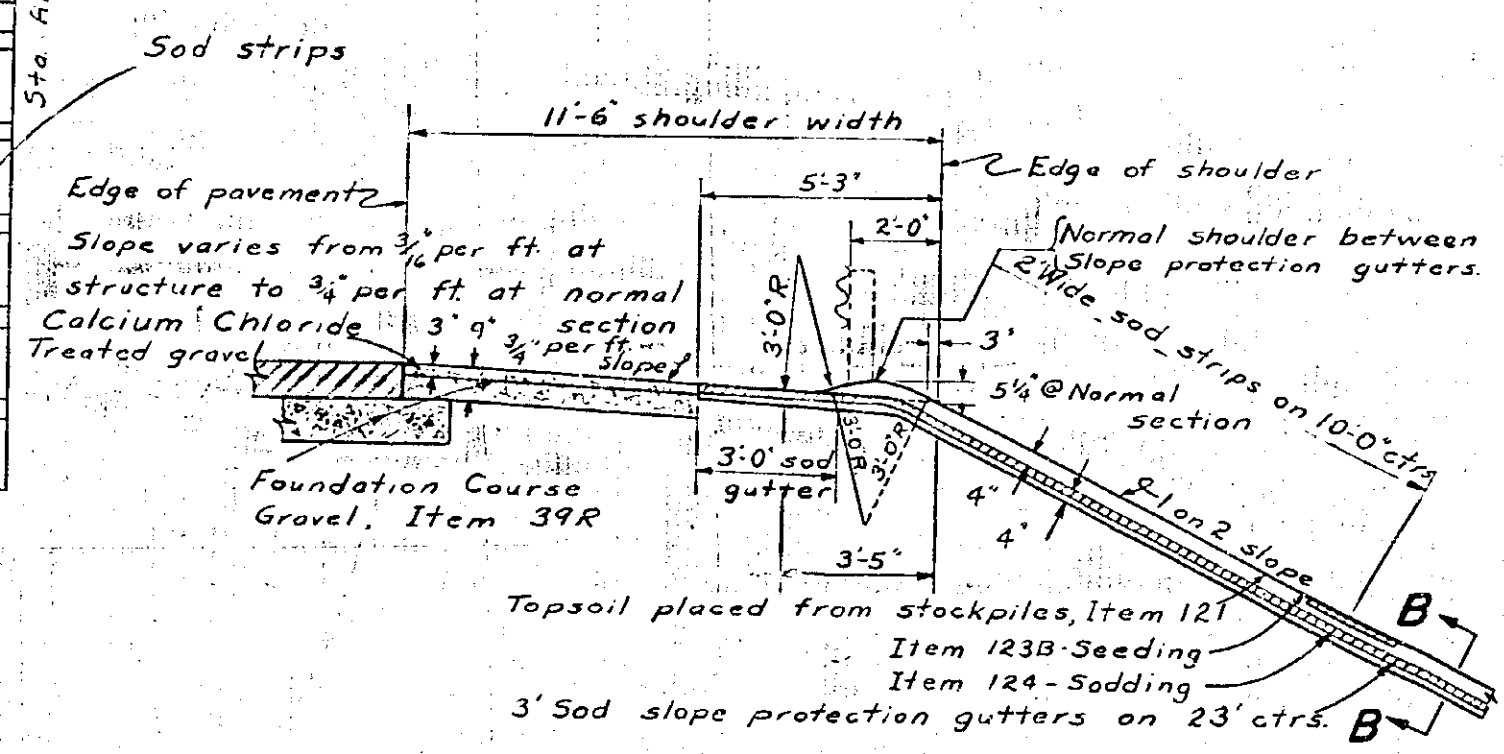 Sta.
Sod strips
11'-6" shoulder width
Edge of pavement
5'-3"
Edge of shoulder
2'-0"
Slope varies from 3/16" per ft. at
structure to 3/4" per ft. at normal
section
Normal shoulder between
Slope protection gutters.
2' Wide sod strips on 10'-0" ctrs
Calcium Chloride
Treated gravel
3" 9"
3/4" per ft.
slope
3'-0" R
3"
5 1/4" @ Normal
section
3'-0" sod
gutter
3'-0 R
3'-0" R
Foundation Course
Gravel, Item 39R
4"
4"
1 on 2 slope
3'-5"
Topsoil placed from stockpiles, Item 121
Item 123B-Seeding
Item 124-Sodding
3' Sod slope protection gutters on 23' ctrs.
B
B